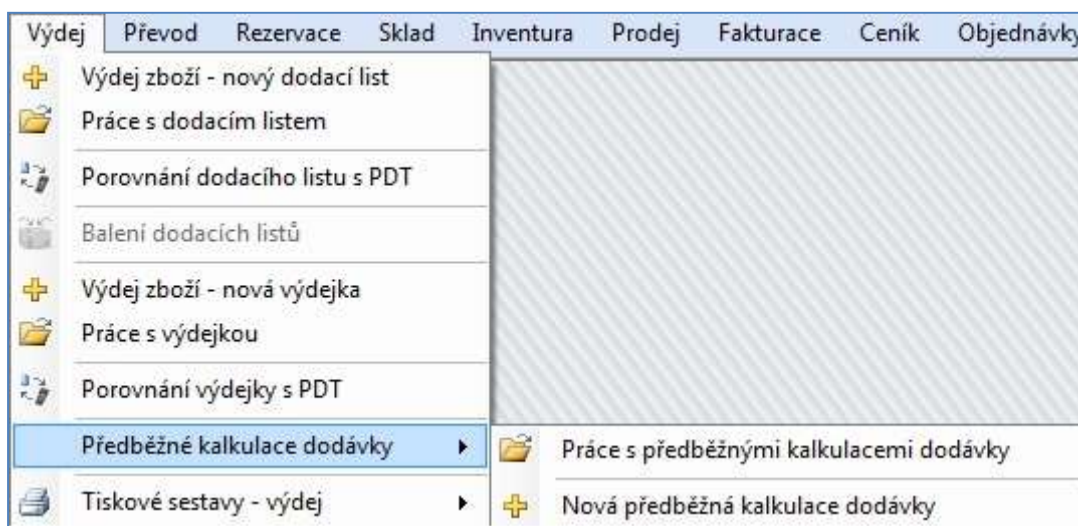 Výdej Převod Rezervace Sklad Inventura Prodej Fakturace Ceník Objednávky
Výdej zboží - nový dodací list
Práce s dodacím listem
Porovnání dodacího listu s PDT
Balení dodacích listů
Výdej zboží - nová výdejka
Práce s výdejkou
Porovnání výdejky s PDT
Předběžné kalkulace dodávky
Práce s předběžnými kalkulacemi dodávky
Tiskové sestavy - výdej
Nová předběžná kalkulace dodávky